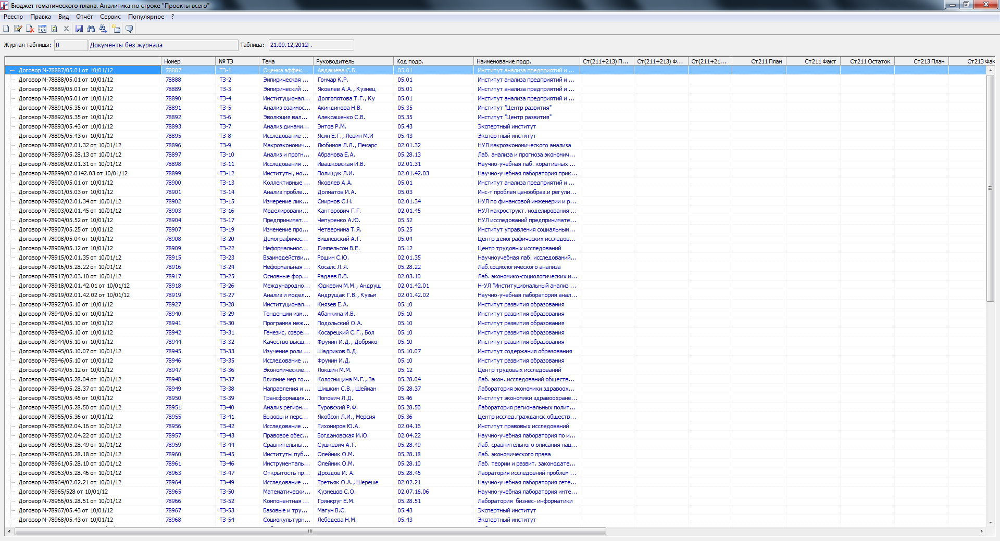 Бюджет тематического плана. Аналитика по строке "Проекты всего"
Реестр Правка Вид Отчёт Сервис Популярное ?
Журнал таблицы: 0 Документы без журнала Таблица: 21.09.12,2012г.
Номер № ТЗ Тема Руководитель Код подр. Наименование подр. Ст(211+213) П... Ст(211+213) Ф... Ст(211+21... Ст211 План Ст211 Факт Ст211 Остаток Ст213 План Ст213 Фак
Договор N-78887/05.01 от 10/01/12 78887 ТЗ-1 Оценка эффек... Авдашева С.Б. 05.01 Институт анализа предприятий и ...
Договор N-78888/05.01 от 10/01/12 78888 ТЗ-2 Эмпирическая ... Гончар К.Р. 05.01 Институт анализа предприятий и ...
Договор N-78889/05.01 от 10/01/12 78889 ТЗ-3 Эмпирический ... Яковлев А.А., Кузнец 05.01 Институт анализа предприятий и ...
Договор N-78890/05.01 от 10/01/12 78890 ТЗ-4 Институционал... Долгопятова Т.Г., Ку 05.01 Институт анализа предприятий и ...
Договор N-78891/05.35 от 10/01/12 78891 ТЗ-5 Анализ взаимос... Акиндинова Н.В. 05.35 Институт "Центр развития"
Договор N-78892/05.35 от 10/01/12 78892 ТЗ-6 Эволюция вал... Алексашенко С.В. 05.35 Институт "Центр развития"
Договор N-78893/05.43 от 10/01/12 78893 ТЗ-7 Анализ динами... Энтов Р.М. 05.43 Экспертный институт
Договор N-78895/05.43 от 10/01/12 78895 ТЗ-8 Исследование ... Ясин Е.Г., Левин М.И 05.43 Экспертный институт
Договор N-78896/02.01.32 от 10/01/12 78896 ТЗ-9 Макроэкономич... Любимов Л.Л., Пекарс 02.01.32 НУЛ макроэкономического анализа
Договор N-78897/05.28.13 от 10/01/12 78897 ТЗ-10 Анализ и прогн... Абрамова Е.А. 05.28.13 Лаб. анализа и прогноза экономич...
Договор N-78898/02.01.31 от 10/01/12 78898 ТЗ-11 Исследования ... Ивашковская И.В. 02.01.31 Научно-учебная лаб. коративных ...
Договор N-78899/02.0142.03 от 10/01/12 78899 ТЗ-12 Институты, но... Полищук Л.И. 02.01.42.03 Научно-учебная лаборатория прик...
Договор N-78900/05.01 от 10/01/12 78900 ТЗ-13 Коллективные ... Яковлев А.А. 05.01 Институт анализа предприятий и ...
Договор N-78901/05.03 от 10/01/12 78901 ТЗ-14 Анализ пробле... Долматов И.А. 05.03 Инс-т проблем ценообраз.и регули...
Договор N-78902/02.01.34 от 10/01/12 78902 ТЗ-15 Измерение лик... Смирнов С.Н. 02.01.34 НУЛ по финансовой инженерии и р...
Договор N-78903/02.01.45 от 10/01/12 78903 ТЗ-16 Моделировани... Канторович Г.Г. 02.01.45 НУЛ макрострукт. моделирования ...
Договор N-78904/05.52 от 10/01/12 78904 ТЗ-17 Предпринимат... Чепуренко А.Ю. 05.52 НУЛ исследований предпринимате...
Договор N-78907/05.25 от 10/01/12 78907 ТЗ-19 Изменение про... Четвернина Т.Я. 05.25 Институт управления социальным...
Договор N-78908/05.04 от 10/01/12 78908 ТЗ-20 Демографичес... Вишневский А.Г. 05.04 Центр демографических исследов...
Договор N-78909/05.12 от 10/01/12 78909 ТЗ-22 Неформальнос... Гимпельсон В.Е. 05.12 Центр трудовых исследований
Договор N-78915/02.01.35 от 10/01/12 78915 ТЗ-23 Взаимодействи... Рощин С.Ю. 02.01.35 Научноучебная лаб. исследований...
Договор N-78916/05.28.22 от 10/01/12 78916 ТЗ-24 Неформальная ... Косалс Л.Я. 05.28.22 Лаб.социологического анализа
Договор N-78917/02.03.10 от 10/01/12 78917 ТЗ-25 Основные фор... Радаев В.В. 02.03.10 Лаб. экономико-социологических и...
Договор N-78918/02.01.42.01 от 10/01/12 78918 ТЗ-26 Международно... Юдкевич М.М., Андрущ 02.01.42.01 Н-УЛ "Институциональный анализ ...
Договор N-78919/02.01.42.02 от 10/01/12 78919 ТЗ-27 Анализ и модел... Андрущак Г.В., Кузьм 02.01.42.02 Научно-учебная лаборатория анал...
Договор N-78927/05.10 от 10/01/12 78927 ТЗ-28 Институционал... Князев Е.А. 05.10 Институт развития образования
Договор N-78940/05.10 от 10/01/12 78940 ТЗ-29 Тенденции изм... Абанкина И.В. 05.10 Институт развития образования
Договор N-78941/05.10 от 10/01/12 78941 ТЗ-30 Программа меж... Подольский О.А. 05.10 Институт развития образования
Договор N-78942/05.10 от 10/01/12 78942 ТЗ-31 Генезис, совре... Косарецкий С.Г., Бол 05.10 Институт развития образования
Договор N-78944/05.10 от 10/01/12 78944 ТЗ-32 Качество высш... Фрумин И.Д., Добряко 05.10 Институт развития образования
Договор N-78945/05.10.07 от 10/01/12 78945 ТЗ-33 Изучение роли ... Шадриков В.Д. 05.10.07 Институт содержания образования
Договор N-78946/05.10 от 10/01/12 78946 ТЗ-35 Исследование ... Фрумин И.Д. 05.10 Институт развития образования
Договор N-78947/05.12 от 10/01/12 78947 ТЗ-36 Экономические... Локшин М.М. 05.12 Центр трудовых исследований
Договор N-78948/05.28.04 от 10/01/12 78948 ТЗ-37 Влияние мер го... Колосницина М.Г., За 05.28.04 Лаб. экон. исследований обществ...
Договор N-78949/05.28.37 от 10/01/12 78949 ТЗ-38 Направления и ... Шишкин С.В., Шейман 05.28.37 Лаборатория экономики здравоох...
Договор N-78950/05.46 от 10/01/12 78950 ТЗ-39 Трансформация... Попович Л.Д. 05.46 Институт экономики здравоохране...
Договор N-78951/05.28.50 от 10/01/12 78951 ТЗ-40 Анализ регион... Туровский Р.Ф. 05.28.50 Лаборатория региональных полит...
Договор N-78955/05.36 от 10/01/12 78955 ТЗ-41 Вызовы и перс... Якобсон Л.И., Мерсия 05.36 Центр исслед.гражданск.обществ...
Договор N-78956/02.04.16 от 10/01/12 78956 ТЗ-42 Исследование ... Тихомиров Ю.А. 02.04.16 Институт правовых исследований
Договор N-78957/02.04.22 от 10/01/12 78957 ТЗ-43 Правовое обес... Богдановская И.Ю. 02.04.22 Научно-учебная лаборатория по и...
Договор N-78959/05.28.49 от 10/01/12 78959 ТЗ-44 Сравнительны... Сушкевич А.Г. 05.28.49 Лаб. сравнительного описания нац...
Договор N-78960/05.28.18 от 10/01/12 78960 ТЗ-45 Институты пуб... Олейник О.М. 05.28.18 Лаб. экономического права
Договор N-78961/05.28.10 от 10/01/12 78961 ТЗ-46 Инструменталь... Олейник О.М. 05.28.10 Лаб. теории и развит. законодате...
Договор N-78963/05.28.46 от 10/01/12 78963 ТЗ-47 Открытость пр... Дроздов И. А. 05.28.46 Лаоратория исследовний проблем ...
Договор N-78964/02.02.21 от 10/01/12 78964 ТЗ-49 Исследование ... Третьяк О.А., Шереше 02.02.21 Научно-учебная лаборатория сете...
Договор N-78965/528 от 10/01/12 78965 ТЗ-50 Математически... Кузнецов С.О. 02.07.16.06 Научно-учебная лаборатория инте...
Договор N-78966/05.28.51 от 10/01/12 78966 ТЗ-52 Компонентная ... Гринкруг Е.М. 05.28.51 Лаборатория бизнес- информатики
Договор N-78967/05.43 от 10/01/12 78967 ТЗ-53 Базовые и тру... Магун В.С. 05.43 Экспертный институт
Договор N-78968/05.43 от 10/01/12 78968 ТЗ-54 Социокультурн... Лебедева Н.М. 05.43 Экспертный институт